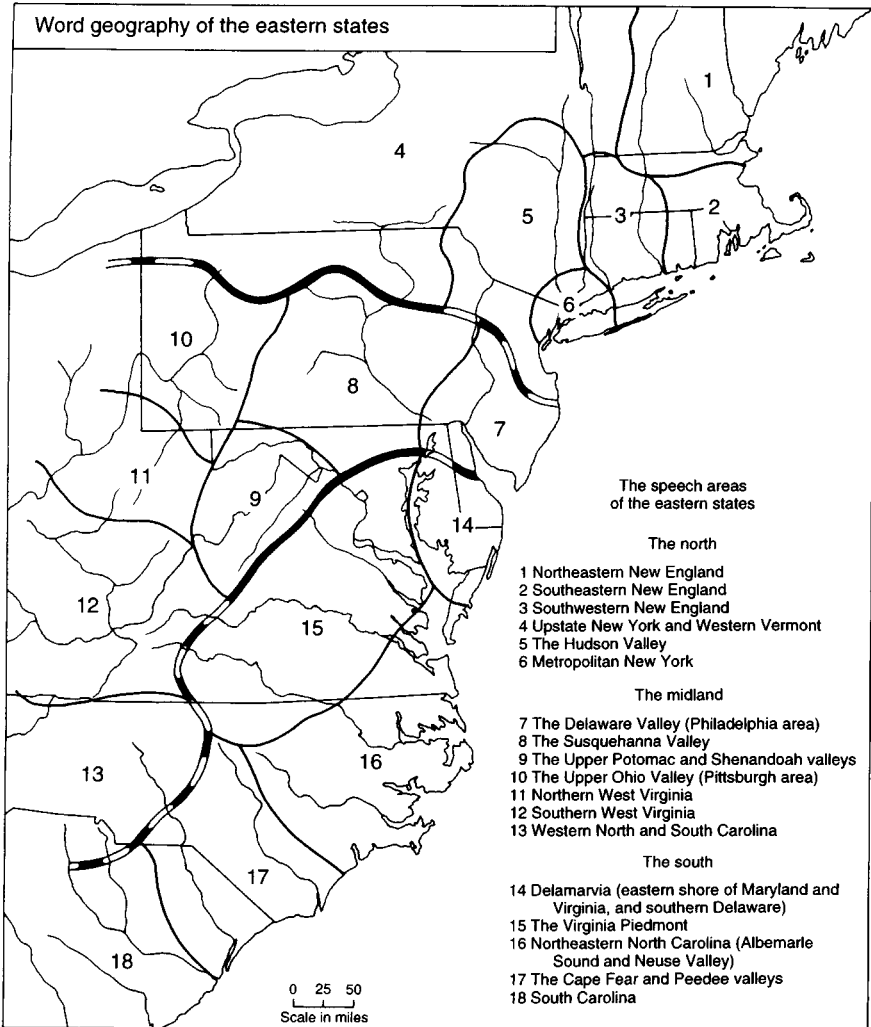 Word geography of the eastern states
1
4
5
3
2
6
10
8
7
11
9
14
12
15
13
16
17
18
The speech areas
of the eastern states
The north
1 Northeastern New England
2 Southeastern New England
3 Southwestern New England
4 Upstate New York and Western Vermont
5 The Hudson Valley
6 Metropolitan New York
The midland
7 The Delaware Valley (Philadelphia area)
8 The Susquehanna Valley
9 The Upper Potomac and Shenandoah valleys
10 The Upper Ohio Valley (Pittsburgh area)
11 Northern West Virginia
12 Southern West Virginia
13 Western North and South Carolina
The south
14 Delamarvia (eastern shore of Maryland and
Virginia, and southern Delaware)
15 The Virginia Piedmont
16 Northeastern North Carolina (Albemarle
Sound and Neuse Valley)
17 The Cape Fear and Peedee valleys
18 South Carolina
0 25 50
Scale in miles